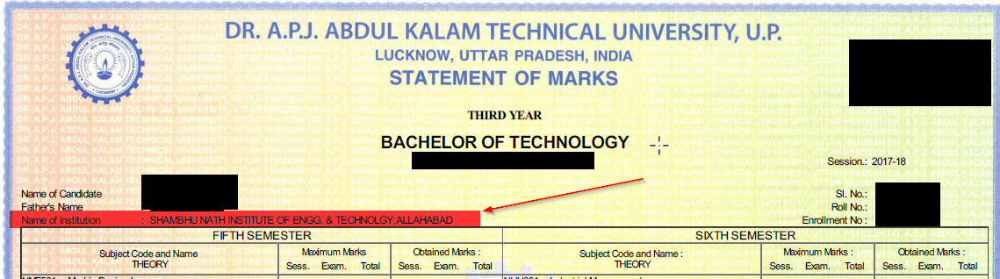 DR. A.P.J. ABDUL KALAM TECHNICAL UNIVERSITY, U.P.
LUCKNOW, UTTAR PRADESH, INDIA
STATEMENT OF MARKS
THIRD YEAR
BACHELOR OF TECHNOLOGY
Session.: 2017-18
Name of Candidate Sl. No.:
Father's Name Roll No.:
Name of Institution : SHAMBHU NATH INSTITUTE OF ENGG. & TECHNOLGY,ALLAHABAD Enrollment No :
FIFTH SEMESTER SIXTH SEMESTER
Subject Code and Name Maximum Marks Obtained Marks : Subject Code and Name : Maximum Marks : Obtained Marks :
THEORY Sess. Exam. Total Sess. Exam. Total THEORY Sess. Exam. Total Sess. Exam. Total